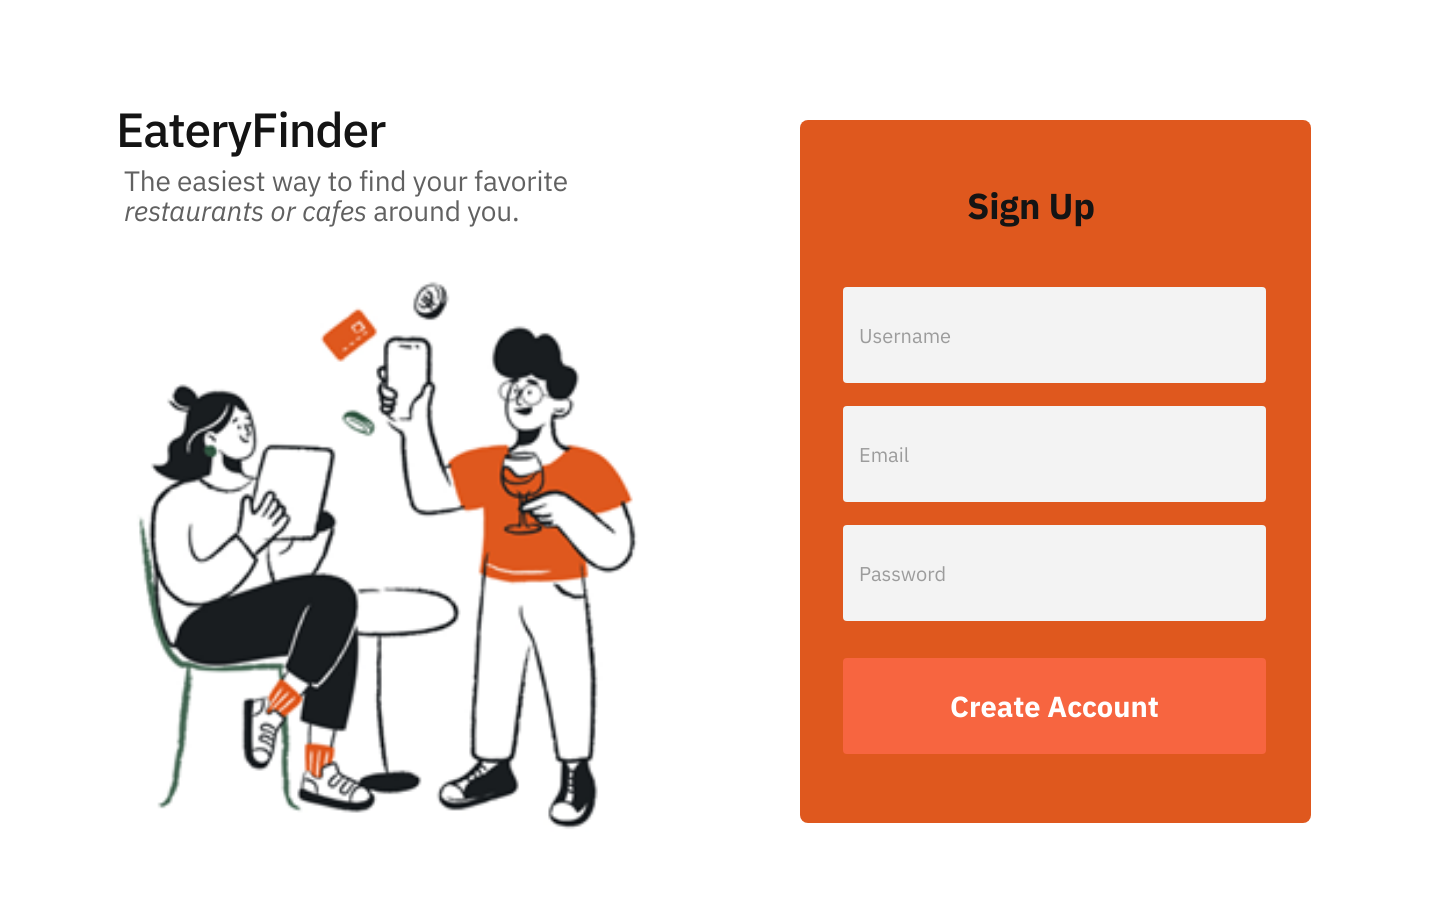 EateryFinder
The easiest way to find your favorite
restaurants or cafes around you.
Sign Up
Username
Email
Password
Create Account